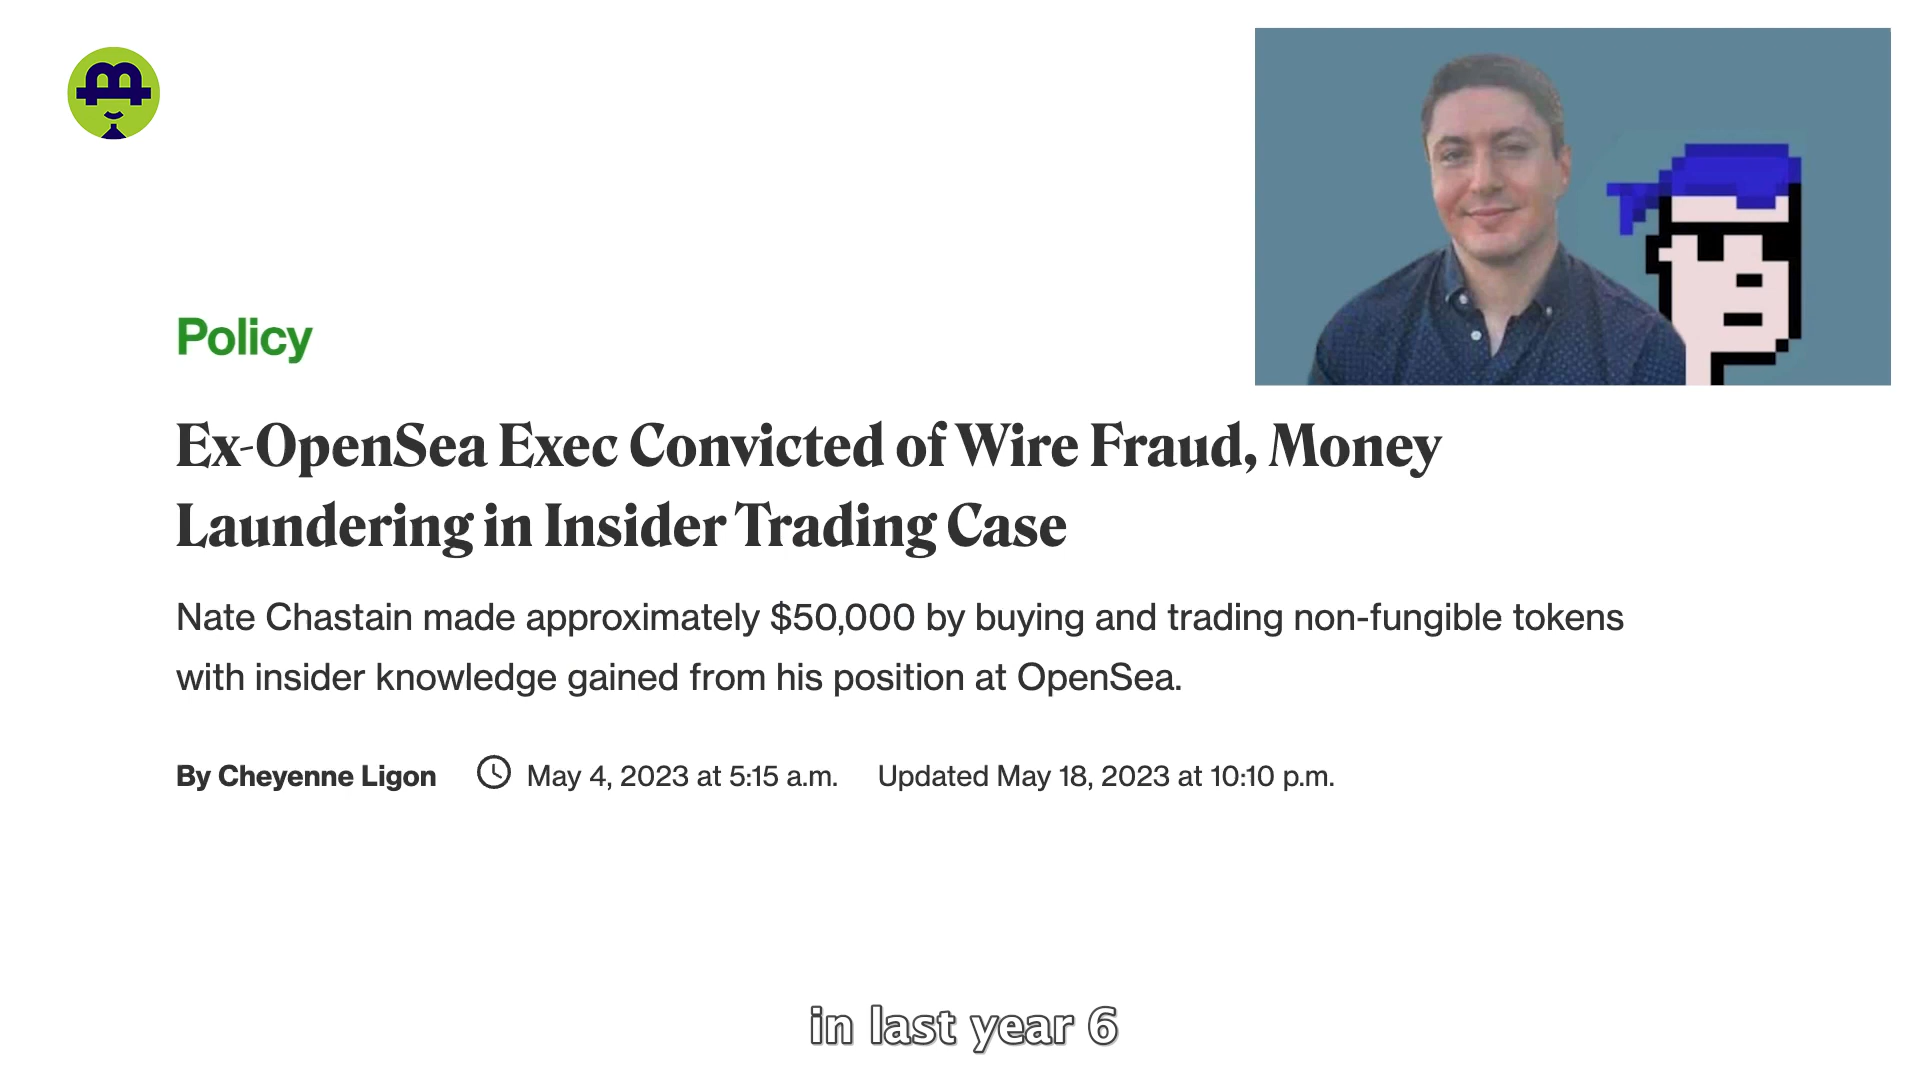 Policy
Ex-OpenSea Exec Convicted of Wire Fraud, Money
Laundering in Insider Trading Case
Nate Chastain made approximately $50,000 by buying and trading non-fungible tokens
with insider knowledge gained from his position at OpenSea.
By Cheyenne Ligon May 4, 2023 at 5:15 a.m. Updated May 18, 2023 at 10:10 p.m.
in last year 6